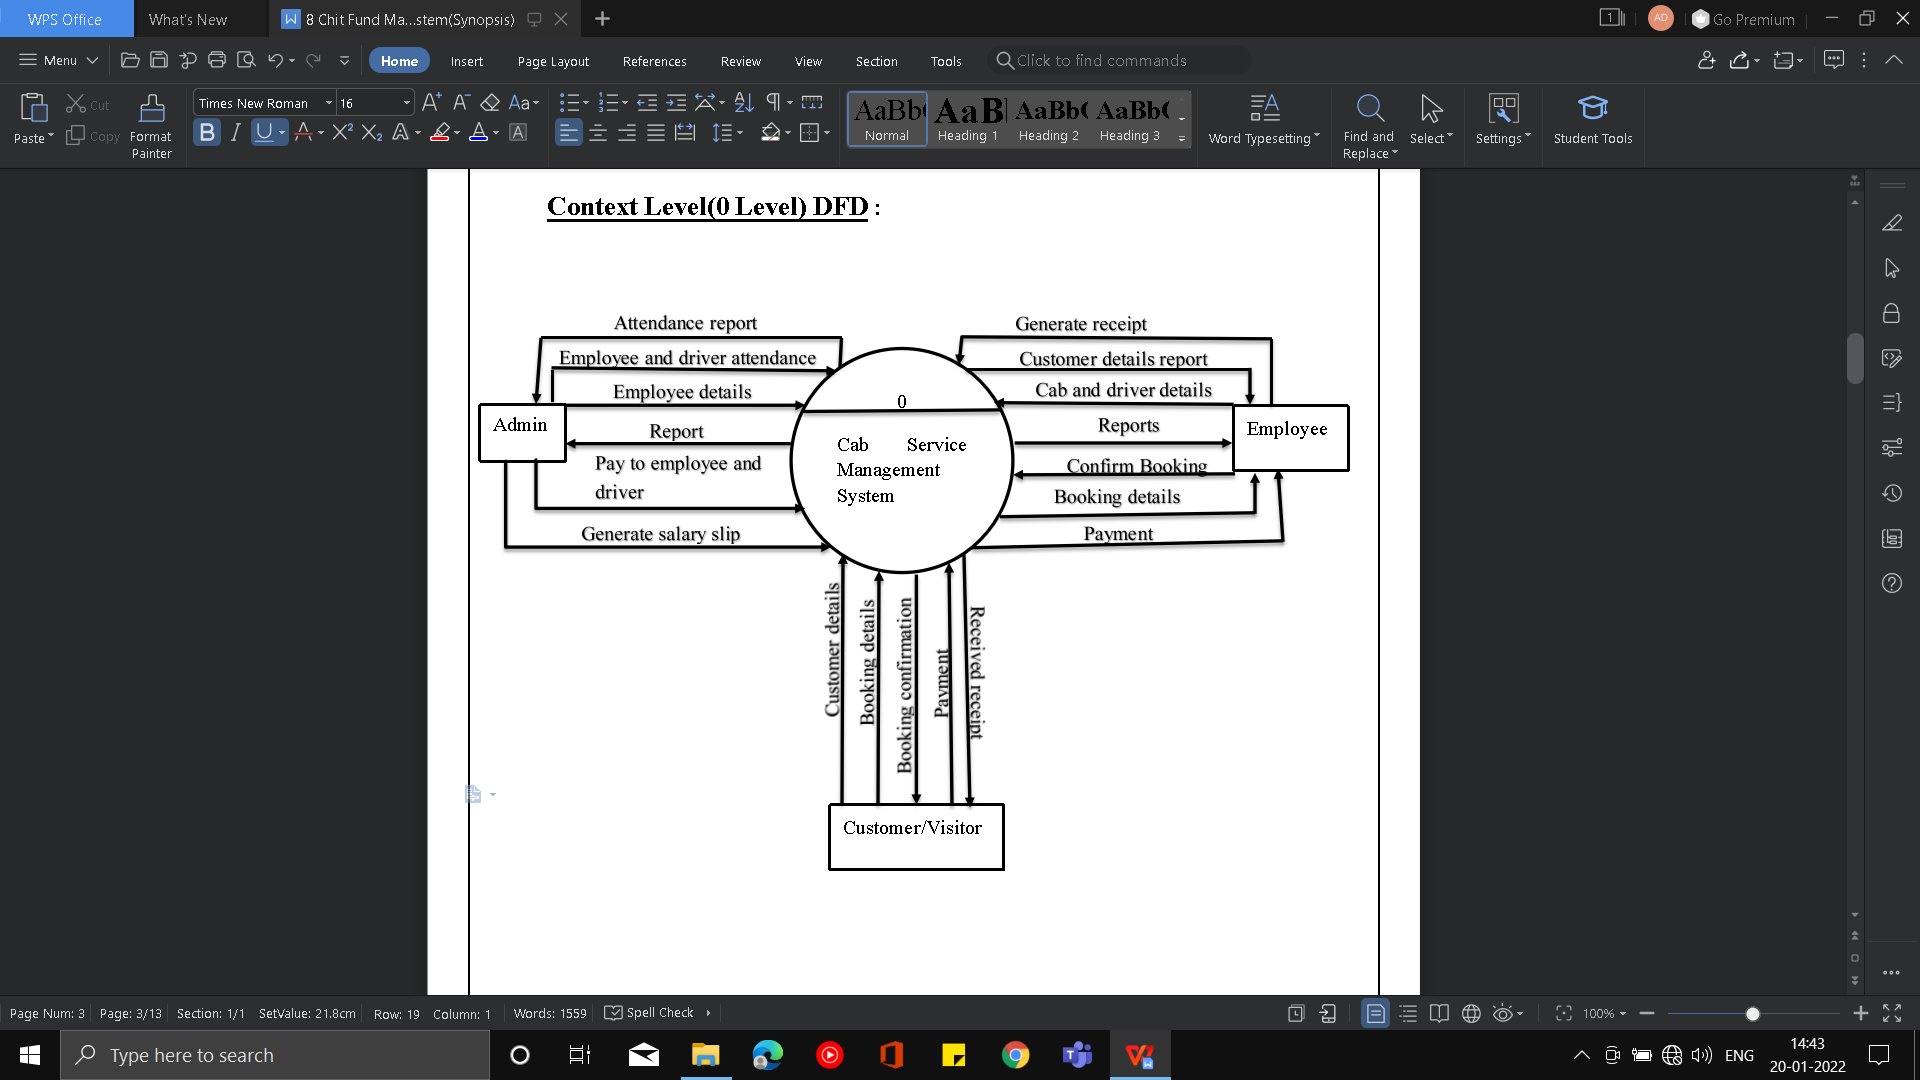 WPS Office
What's New
8 Chit Fund Ma...stem(Synopsis)
1
AD
Go Premium
Menu
Home
Insert
Page Layout
References
Review
View
Section
Tools
Click to find commands
Paste
Cut
Copy
Format
Painter
Times New Roman
16
AaBb(
Normal
AaB
Heading 1
AaBb(
Heading 2
AaBb(
Heading 3
Word Typesetting
Find and
Replace
Select
Settings
Student Tools
Context Level(0 Level) DFD :
Attendance report
Generate receipt
Employee and driver attendance
Customer details report
Employee details
Cab and driver details
0
Admin
Report
Reports
Employee
Cab Service
Management
System
Pay to employee and
driver
Confirm Booking
Booking details
Generate salary slip
Payment
Customer details
Booking details
Booking confirmation
Payment
Received receipt
Customer/Visitor
Page Num: 3
Page: 3/13
Section: 1/1
SetValue: 21.8cm
Row: 19
Column: 1
Words: 1559
Spell Check
100%
Type here to search
ENG
14:43
20-01-2022